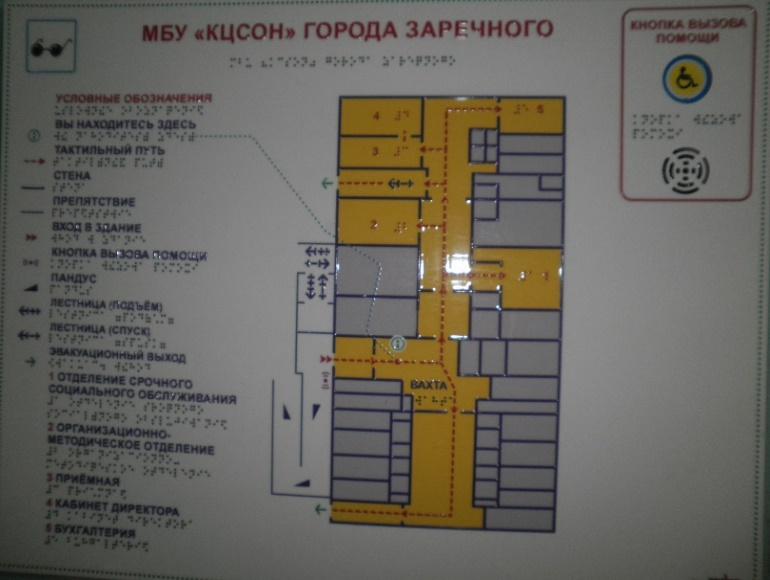 МБУ «КЦСОН» ГОРОДА ЗАРЕЧНОГО
КНОПКА ВЫЗОВА
ПОМОЩИ
УСЛОВНЫЕ ОБОЗНАЧЕНИЯ
ВЫ НАХОДИТЕСЬ ЗДЕСЬ
ТАКТИЛЬНЫЙ ПУТЬ
СТЕНА
ПРЕПЯТСТВИЕ
ВХОД В ЗДАНИЕ
КНОПКА ВЫЗОВА ПОМОЩИ
ПАНДУС
ЛЕСТНИЦА (ПОДЪЁМ)
ЛЕСТНИЦА (СПУСК)
ЭВАКУАЦИОННЫЙ ВЫХОД
1 ОТДЕЛЕНИЕ СРОЧНОГО
СОЦИАЛЬНОГО ОБСЛУЖИВАНИЯ
2 ОРГАНИЗАЦИОННО-
МЕТОДИЧЕСКОЕ ОТДЕЛЕНИЕ
3 ПРИЁМНАЯ
4 КАБИНЕТ ДИРЕКТОРА
5 БУХГАЛТЕРИЯ
4
5
3
2
ВАХТА